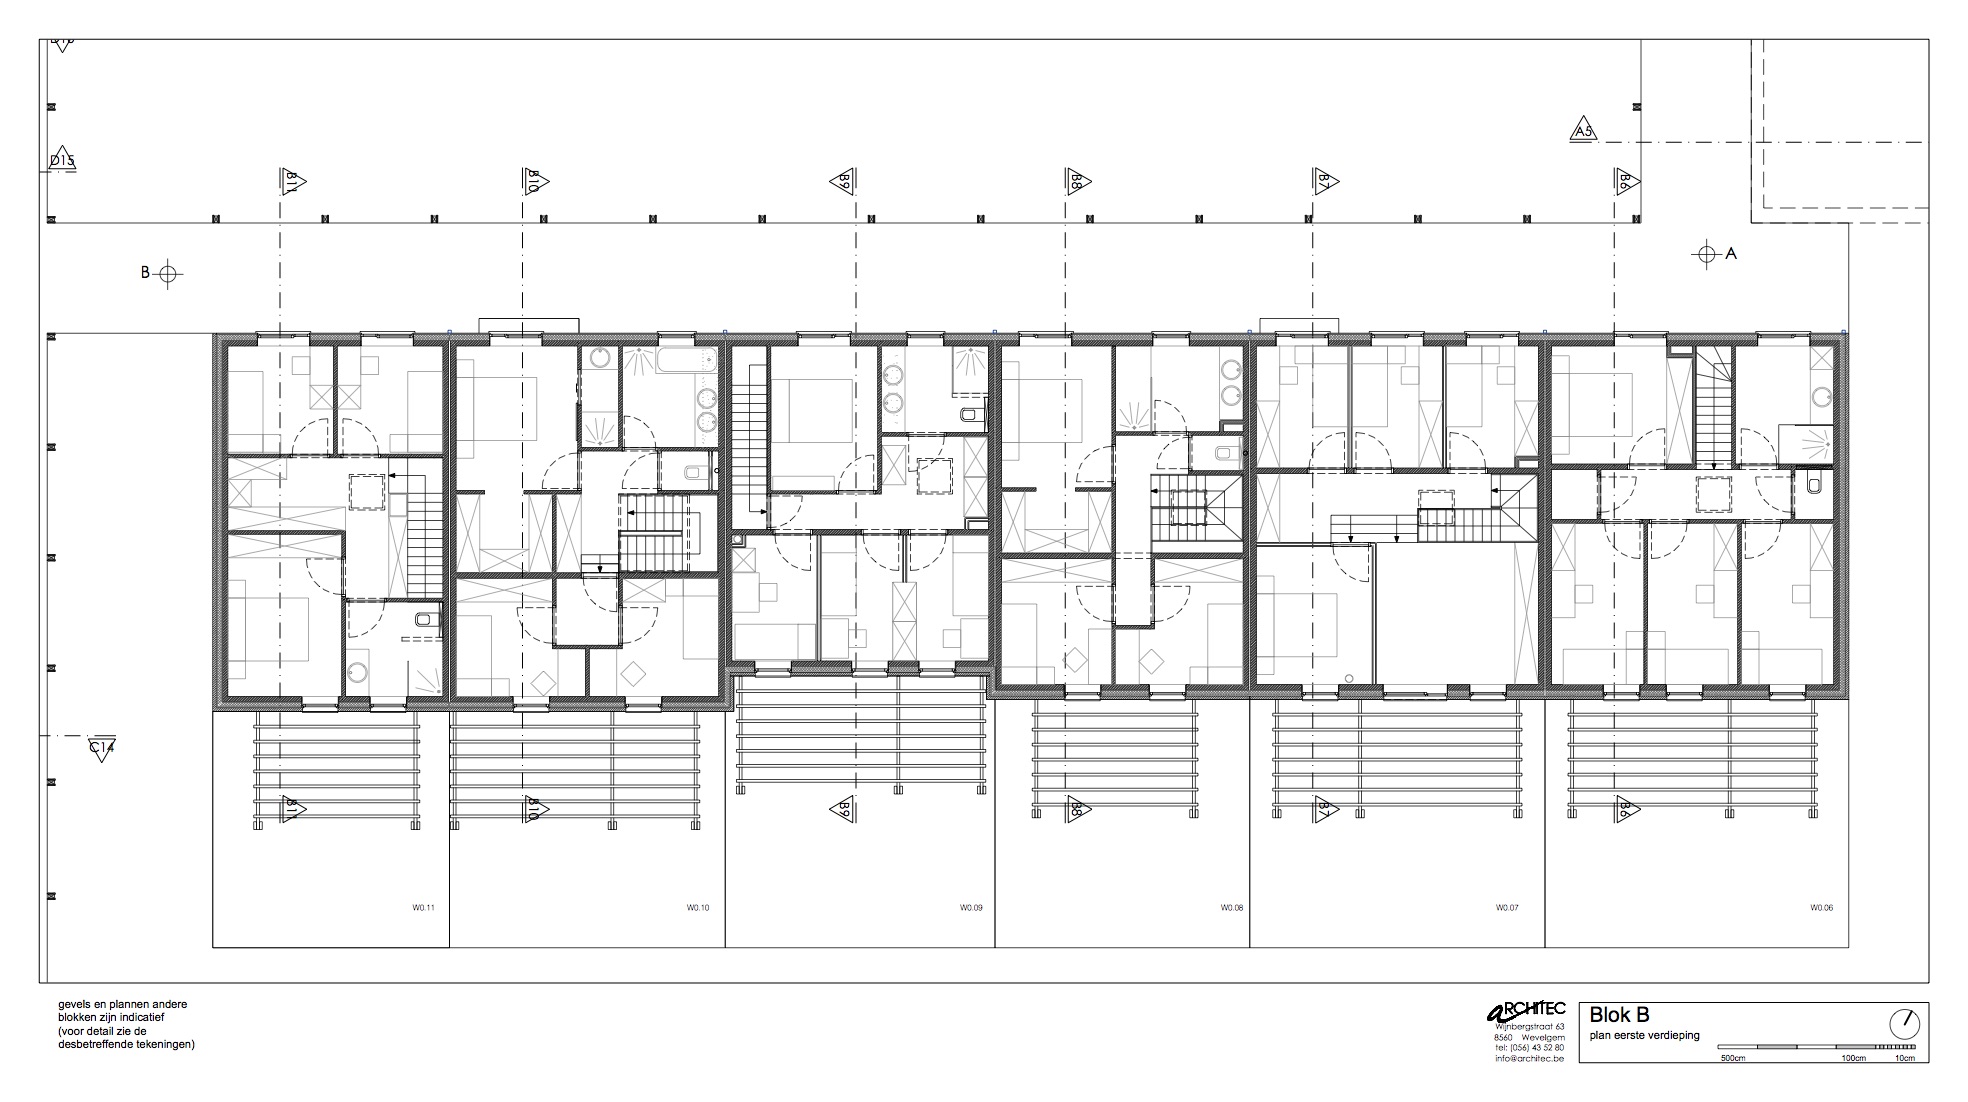 D15
A5
B11
B10
B9
B8
B7
B6
B
A
C14
B11
B10
B9
B8
B7
B6
W0.11
W0.10
W0.09
W0.08
W0.07
W0.06
gevels en plannen andere
blokken zijn indicatief
(voor detail zie de
desbetreffende tekeningen)
ARCHITEC
Wijnbergstraat 63
8560 Wevelgem
tel: (056) 43 52 80
info@architec.be
Blok B
plan eerste verdieping
500cm 100cm 10cm